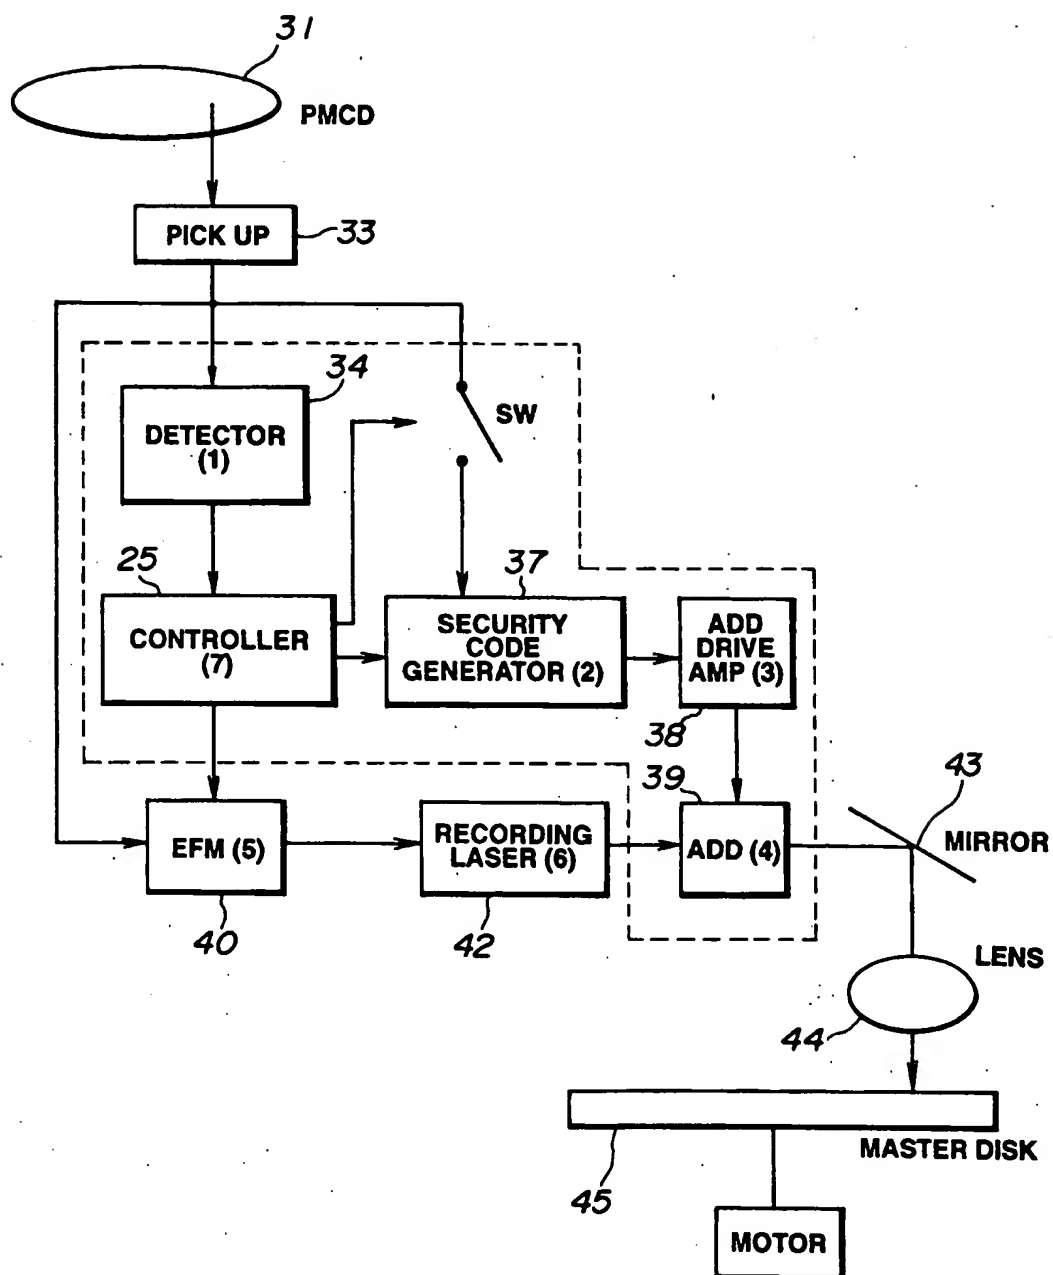 31
PMCD
PICK UP
33
34
DETECTOR
(1)
SW
25
37
CONTROLLER
(7)
SECURITY
CODE
GENERATOR (2)
ADD
DRIVE
AMP (3)
38
39
43
EFM (5)
RECORDING
LASER (6)
ADD (4)
MIRROR
40
42
LENS
44
MASTER DISK
45
MOTOR